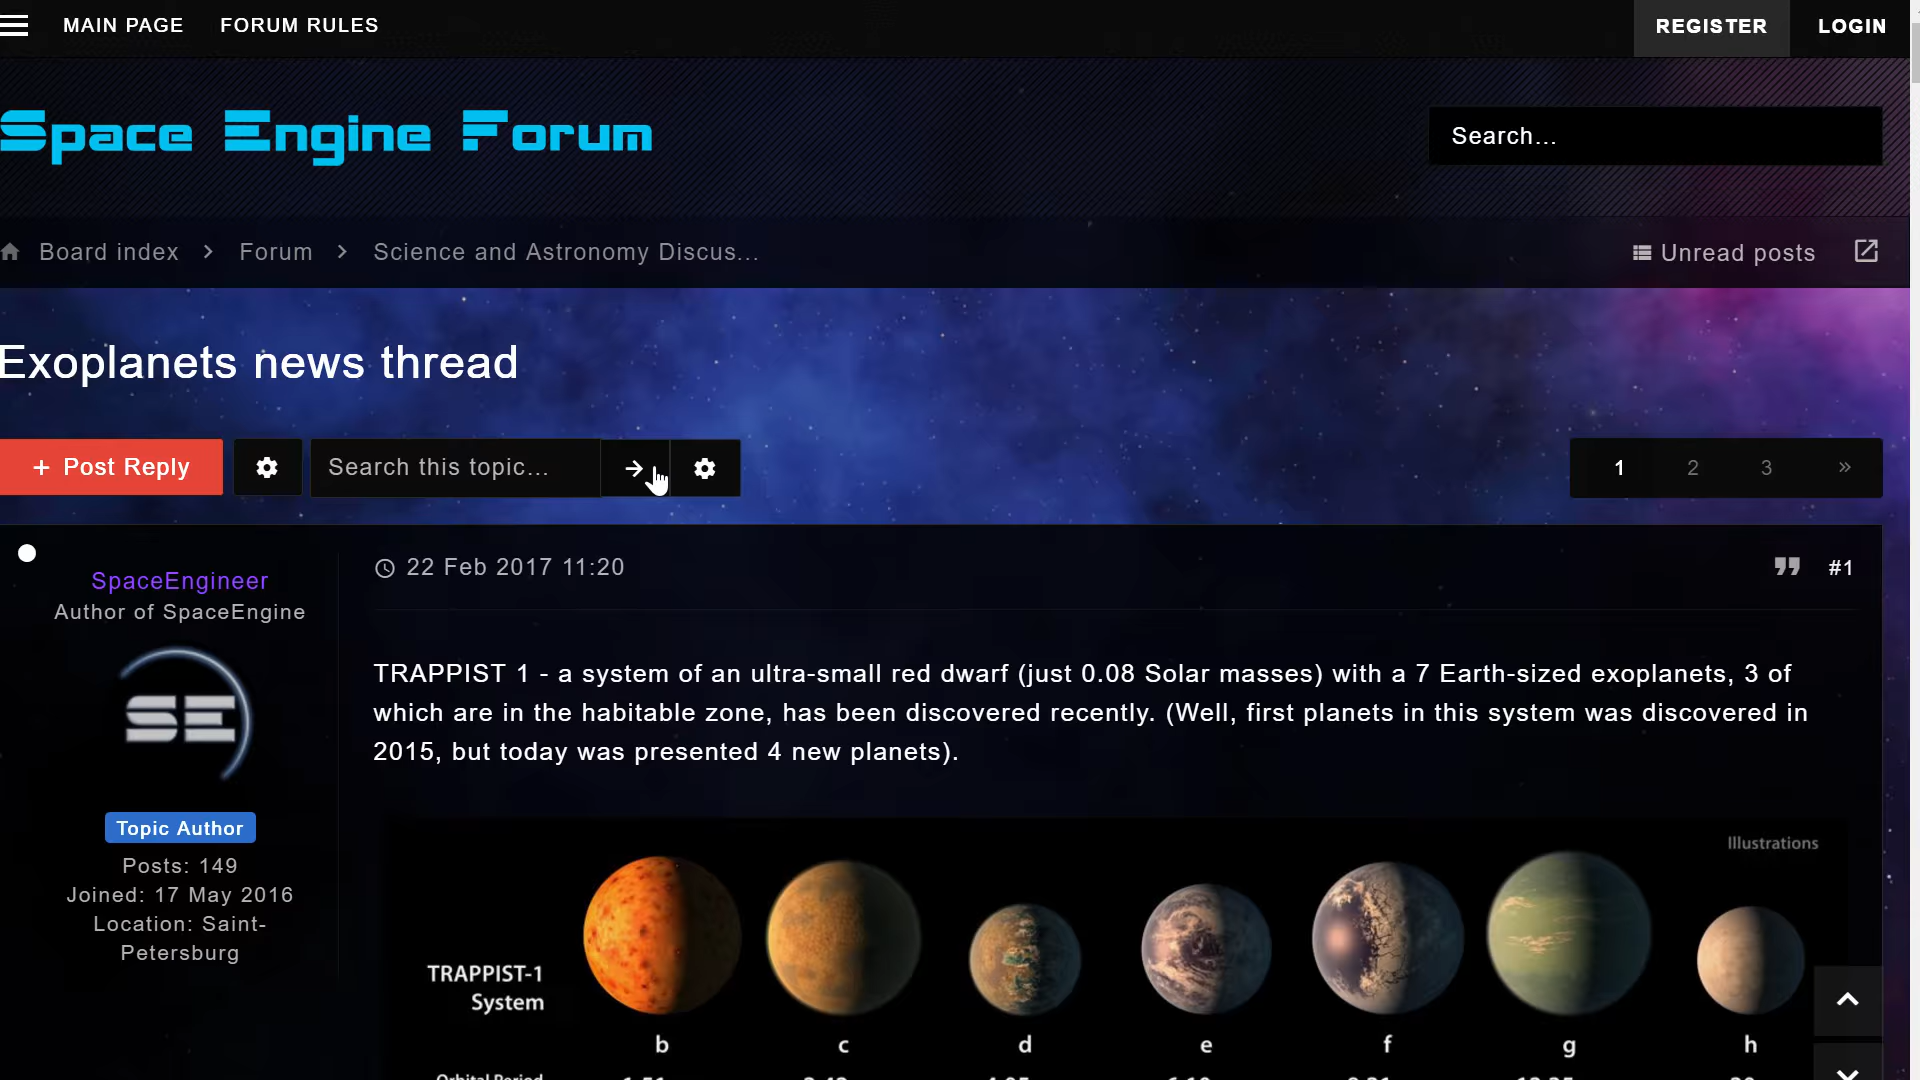 MAIN PAGE FORUM RULES REGISTER LOGIN
Space Engine Forum
Search...
Board index Forum Science and Astronomy Discus... Unread posts
Exoplanets news thread
+ Post Reply Search this topic... 1 2 3 »
SpaceEngineer
Author of SpaceEngine
SE
Topic Author
Posts: 149
Joined: 17 May 2016
Location: Saint-
Petersburg
22 Feb 2017 11:20 #1
TRAPPIST 1 - a system of an ultra-small red dwarf (just 0.08 Solar masses) with a 7 Earth-sized exoplanets, 3 of
which are in the habitable zone, has been discovered recently. (Well, first planets in this system was discovered in
2015, but today was presented 4 new planets).
Illustrations
TRAPPIST-1
System
b c d e f g h
Orbital Period